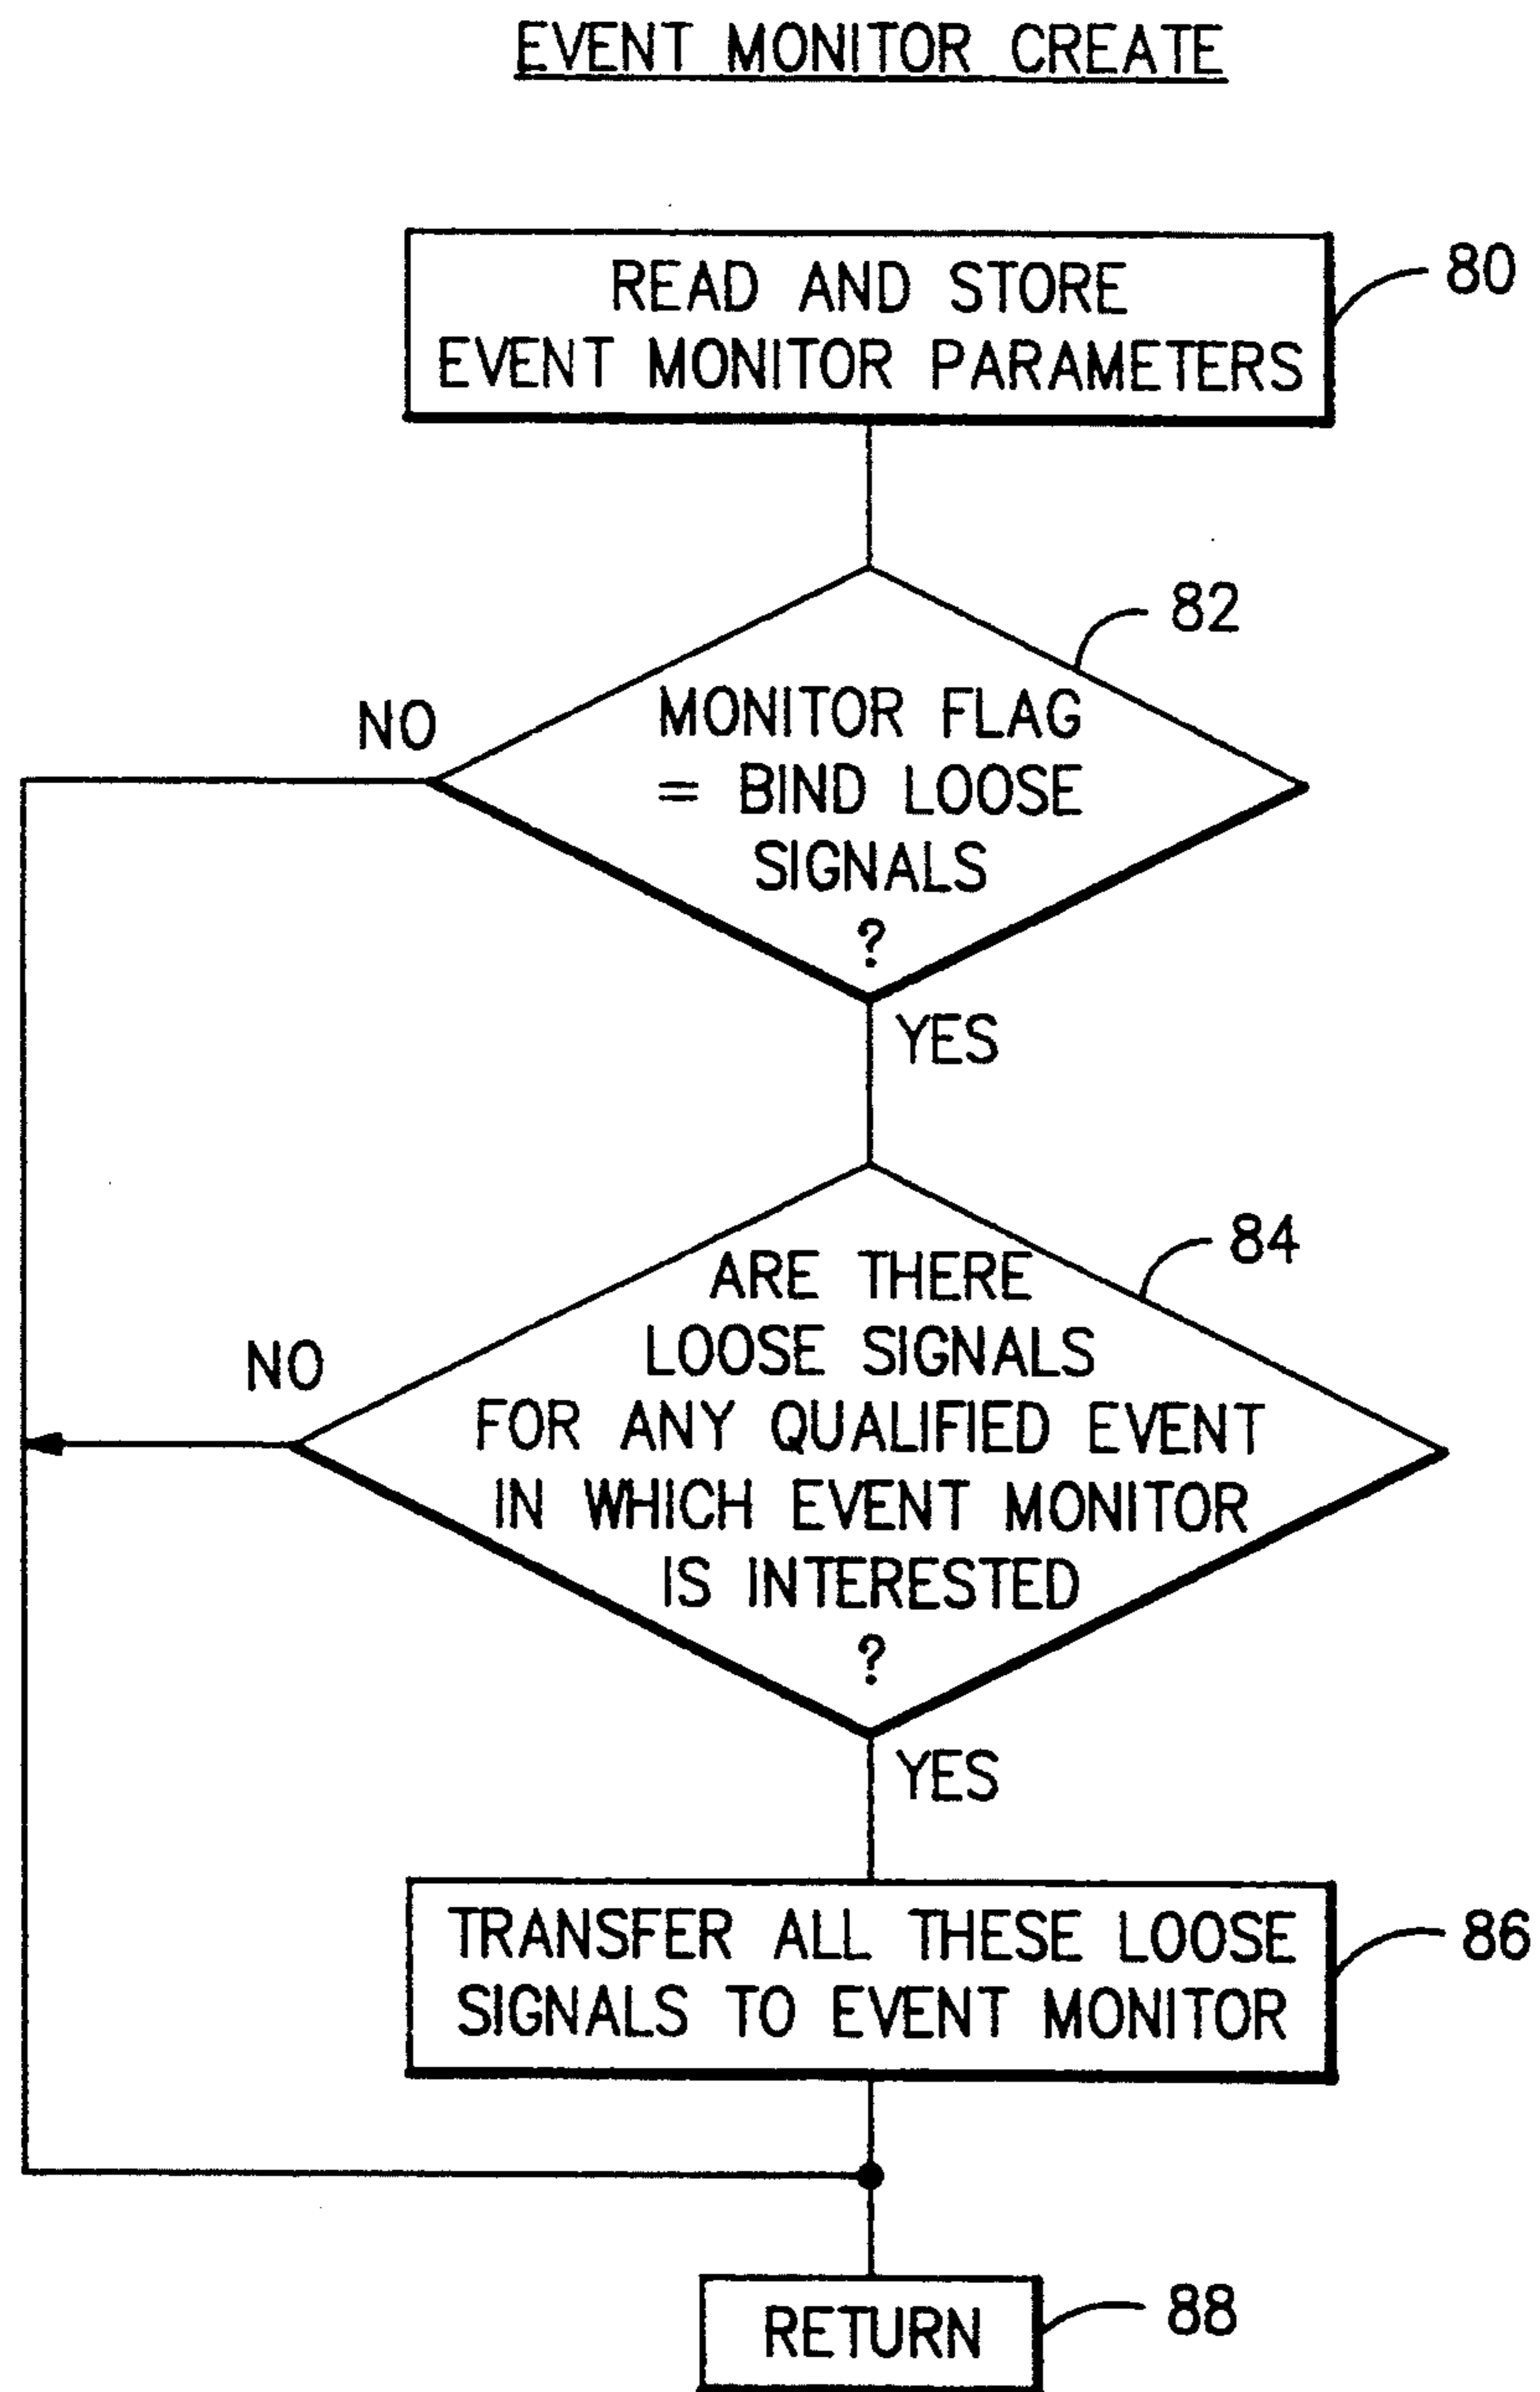 EVENT MONITOR CREATE
READ AND STORE
EVENT MONITOR PARAMETERS
80
82
NO
MONITOR FLAG
= BIND LOOSE
SIGNALS
?
YES
84
NO
ARE THERE
LOOSE SIGNALS
FOR ANY QUALIFIED EVENT
IN WHICH EVENT MONITOR
IS INTERESTED
?
YES
TRANSFER ALL THESE LOOSE
SIGNALS TO EVENT MONITOR
86
RETURN
88